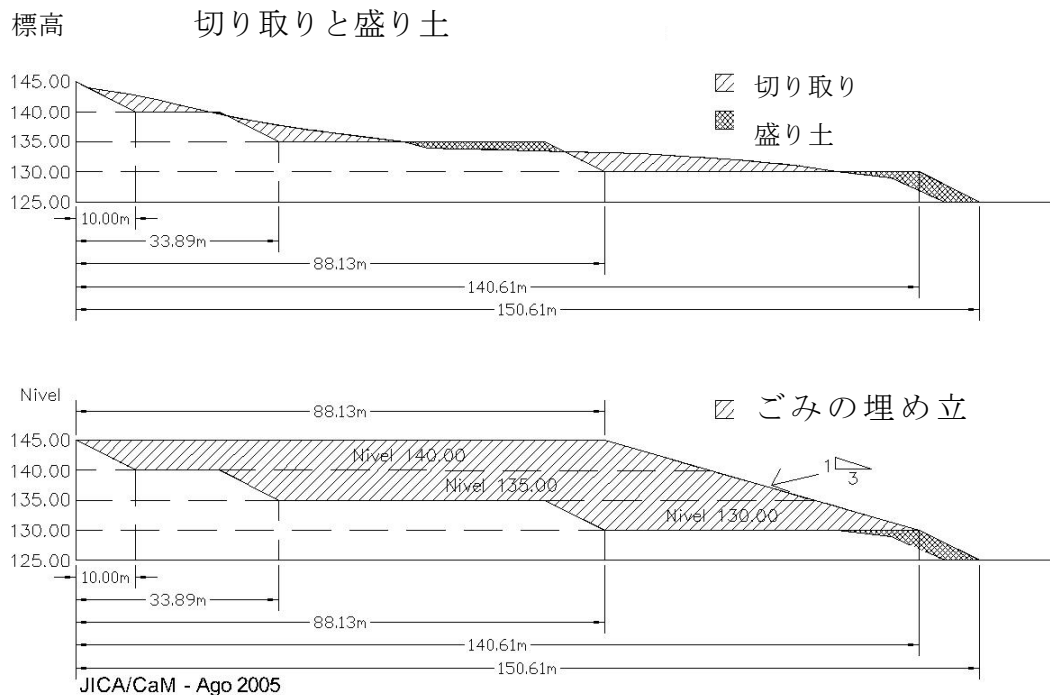 標高 切り取りと盛り土
145.00
切り取り
140.00
盛り土
135.00
130.00
125.00
10.00m
33.89m
88.13m
140.61m
150.61m
Nivel
88.13m
ごみの埋め立
145.00
Nivel 140.00
140.00
1
3
Nivel 135.00
135.00
Nivel 130.00
130.00
125.00
10.00m
33.89m
88.13m
140.61m
150.61m
JICA/CaM - Ago 2005